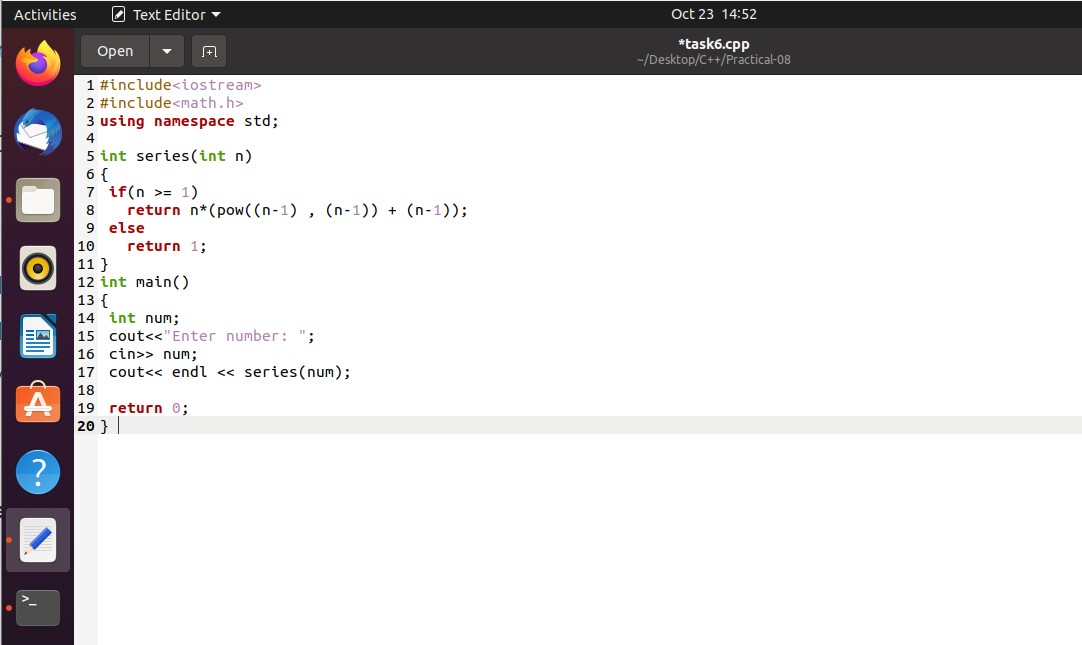 Activities Text Editor Oct 23 14:52
Open *task6.cpp
~/Desktop/C++/Practical-08
1 #include<iostream>
2 #include<math.h>
3 using namespace std;
4
5 int series(int n)
6 {
7  if(n >= 1)
8    return n*(pow((n-1) , (n-1)) + (n-1));
9  else
10    return 1;
11 }
12 int main()
13 {
14  int num;
15  cout<<"Enter number: ";
16  cin>> num;
17  cout<< endl << series(num);
18
19  return 0;
20 }